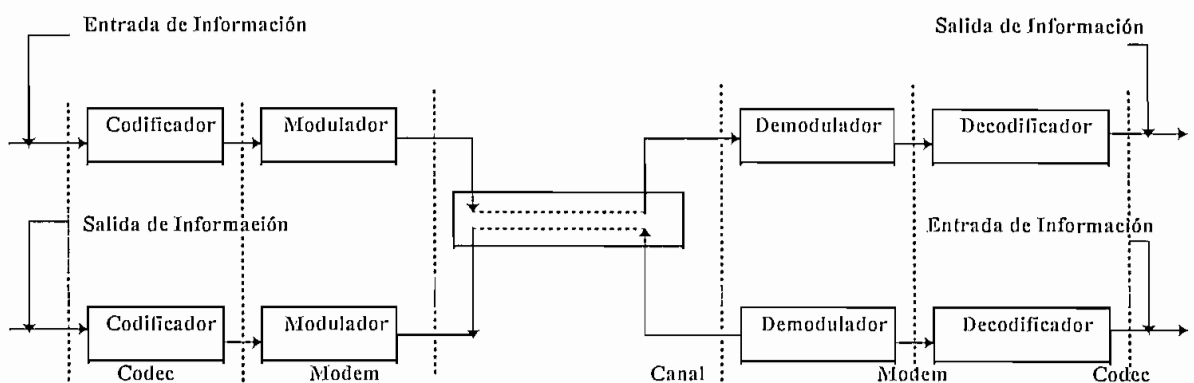 Entrada de Información
Salida de Información
Codificador
Modulador
Demodulador
Decodificador
Salida de Información
Entrada de Información
Codificador
Modulador
Demodulador
Decodificador
Codec
Modem
Canal
Modem
Codec